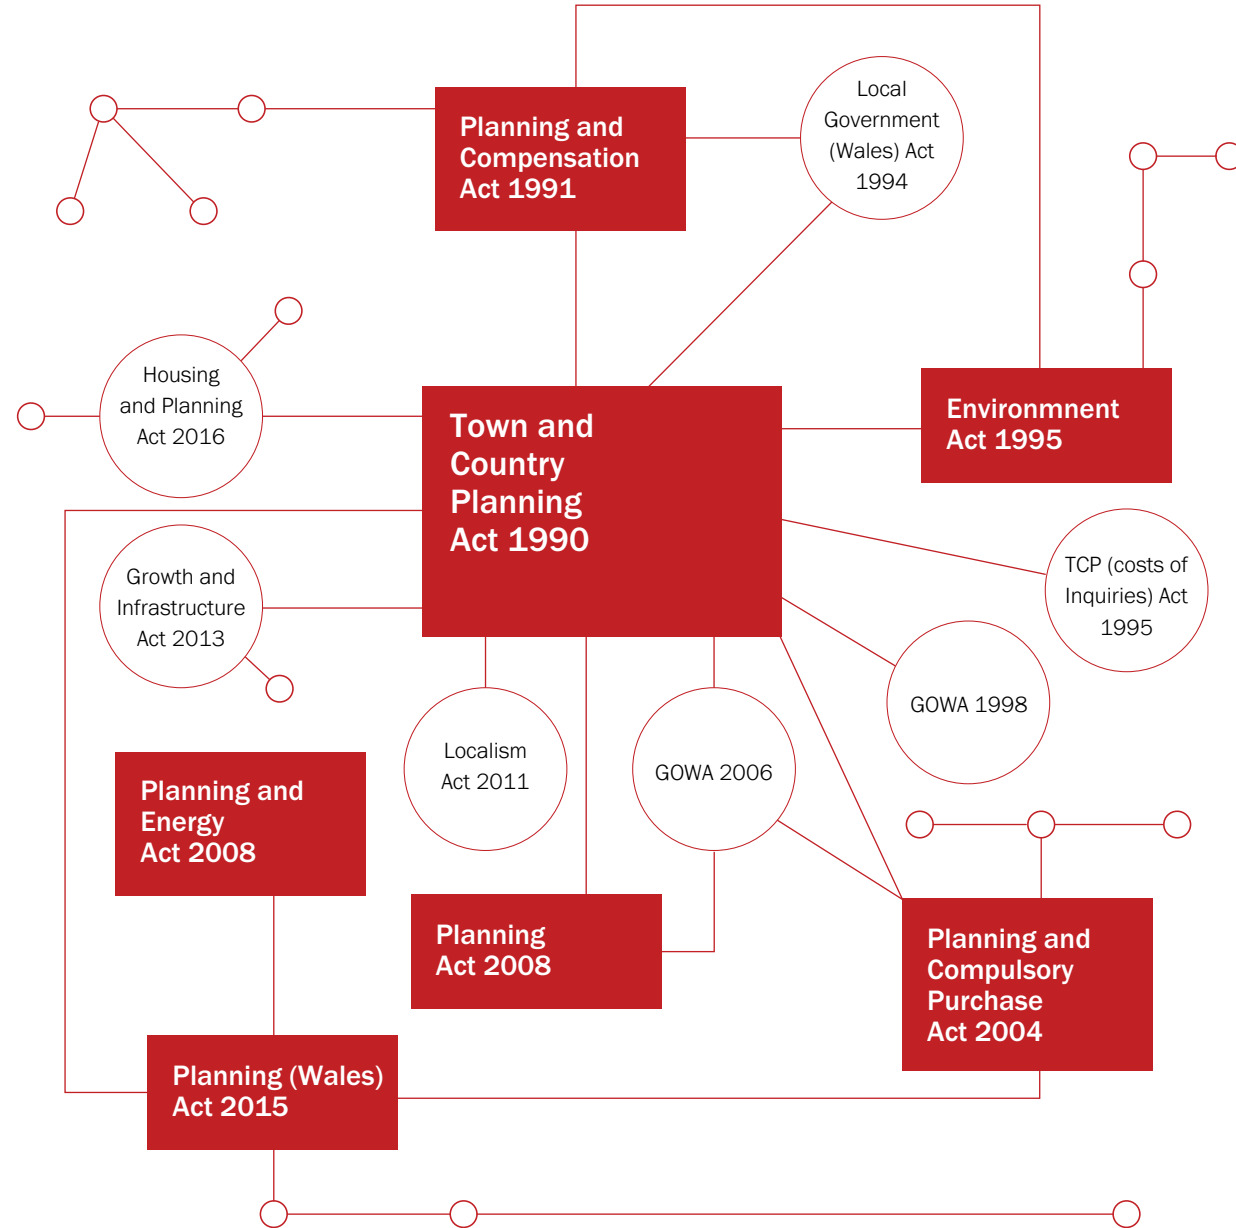 Local
Government
(Wales) Act
1994
Planning and
Compensation
Act 1991
Housing
and Planning
Act 2016
Town and
Country
Planning
Act 1990
Environmnent
Act 1995
Growth and
Infrastructure
Act 2013
TCP (costs of
Inquiries) Act
1995
GOWA 1998
Localism
Act 2011
GOWA 2006
Planning and
Energy
Act 2008
Planning
Act 2008
Planning and
Compulsory
Purchase
Act 2004
Planning (Wales)
Act 2015